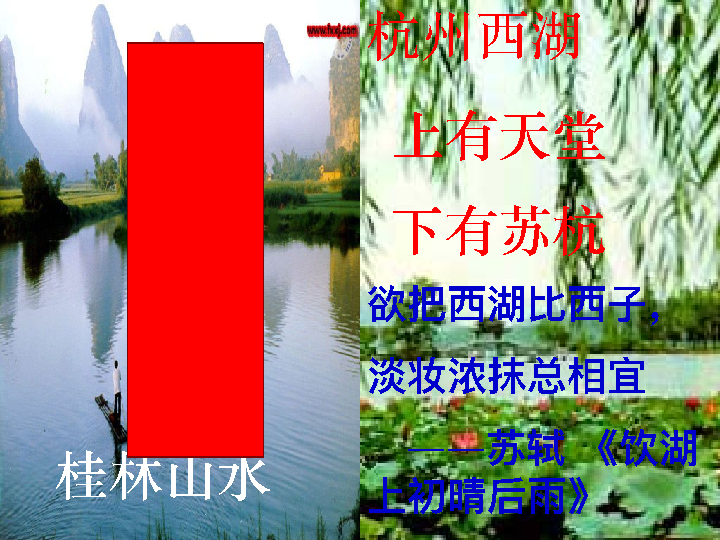 www.fxxj.com
杭州西湖
上有天堂
下有苏杭
欲把西湖比西子，
淡妆浓抹总相宜
——苏轼 《饮湖
上初晴后雨》
桂林山水